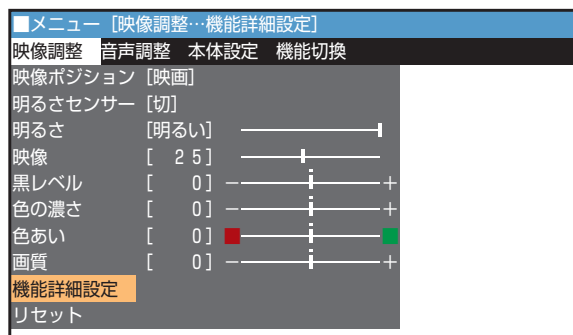 ■メニュー [映像調整…機能詳細設定]
映像調整 音声調整 本体設定 機能切換
映像ポジション [映画]
明るさセンサー [切]
明るさ [明るい]
映像 [ 25]
黒レベル [ 0] − +
色の濃さ [ 0] − +
色あい [ 0]
画質 [ 0] − +
機能詳細設定
リセット